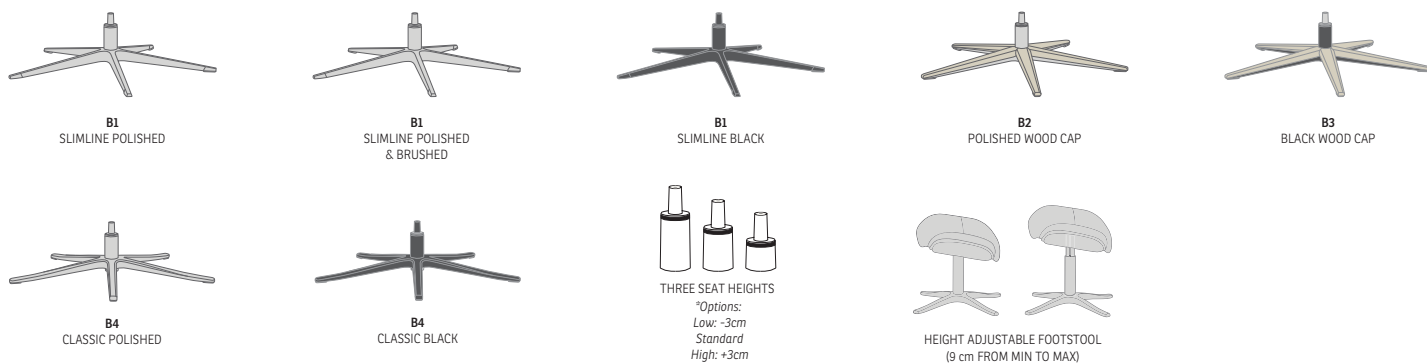 B1
SLIMLINE POLISHED
B1
SLIMLINE POLISHED
& BRUSHED
B1
SLIMLINE BLACK
B2
POLISHED WOOD CAP
B3
BLACK WOOD CAP
B4
CLASSIC POLISHED
B4
CLASSIC BLACK
THREE SEAT HEIGHTS
*Options:
Low: -3cm
Standard
High: +3cm
HEIGHT ADJUSTABLE FOOTSTOOL
(9 cm FROM MIN TO MAX)